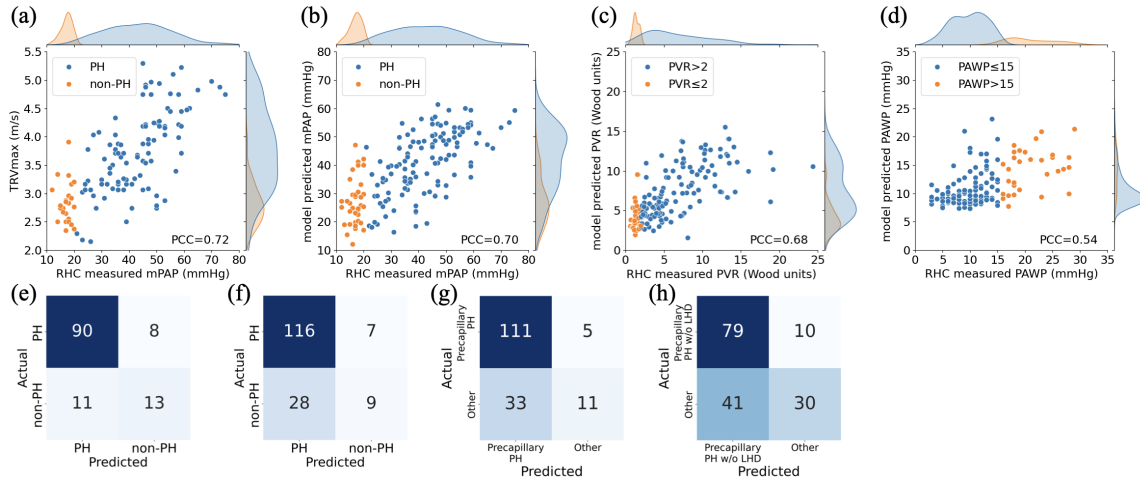 (a)
5.5
5.0
4.5
4.0
3.5
3.0
2.5
2.0
TRVmax (m/s)
PH
non-PH
PCC=0.72
10 20 30 40 50 60 70 80
RHC measured mPAP (mmHg)
(b)
80
70
60
50
40
30
20
10
model predicted mPAP (mmHg)
PH
non-PH
PCC=0.70
10 20 30 40 50 60 70 80
RHC measured mPAP (mmHg)
(c)
25
20
15
10
5
0
model predicted PVR (Wood units)
PVR>2
PVR≤2
PCC=0.68
0 5 10 15 20 25
RHC measured PVR (Wood units)
(d)
35
30
25
20
15
10
5
0
model predicted PAWP (mmHg)
PAWP≤15
PAWP>15
PCC=0.54
0 5 10 15 20 25 30 35
RHC measured PAWP (mmHg)
(e)
Actual
PH
non-PH
90 8
11 13
PH non-PH
Predicted
(f)
Actual
PH
non-PH
116 7
28 9
PH non-PH
Predicted
(g)
Actual
Precapillary
PH
Other
111 5
33 11
Precapillary
PH
Other
Predicted
(h)
Actual
Precapillary
PH w/o LHD
Other
79 10
41 30
Precapillary
PH w/o LHD
Other
Predicted